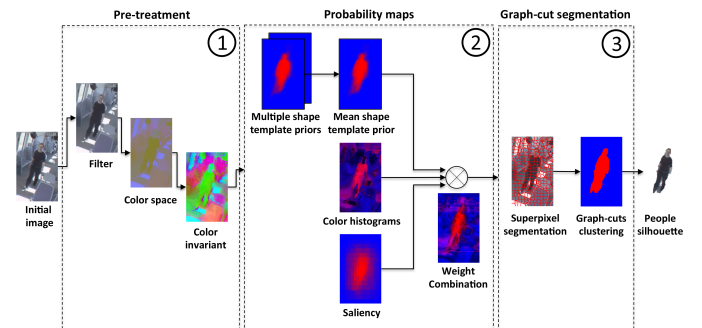 Pre-treatment
Probability maps
Graph-cut segmentation
1
2
3
Initial
image
Filter
Color space
Color
invariant
Multiple shape
template priors
Mean shape
template prior
Color histograms
Saliency
Weight
Combination
Superpixel
segmentation
Graph-cuts
clustering
People
silhouette